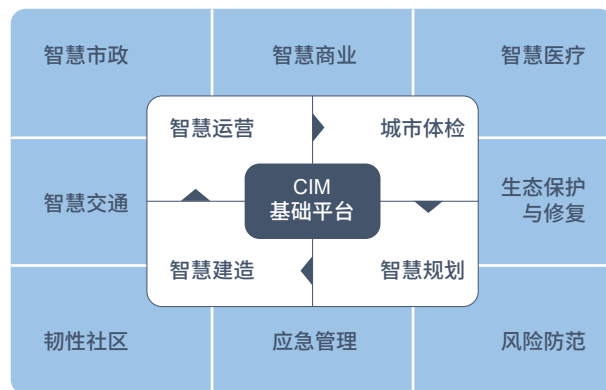 智慧市政
智慧商业
智慧医疗
智慧运营
城市体检
智慧交通
CIM
基础平台
生态保护
与修复
智慧建造
智慧规划
韧性社区
应急管理
风险防范